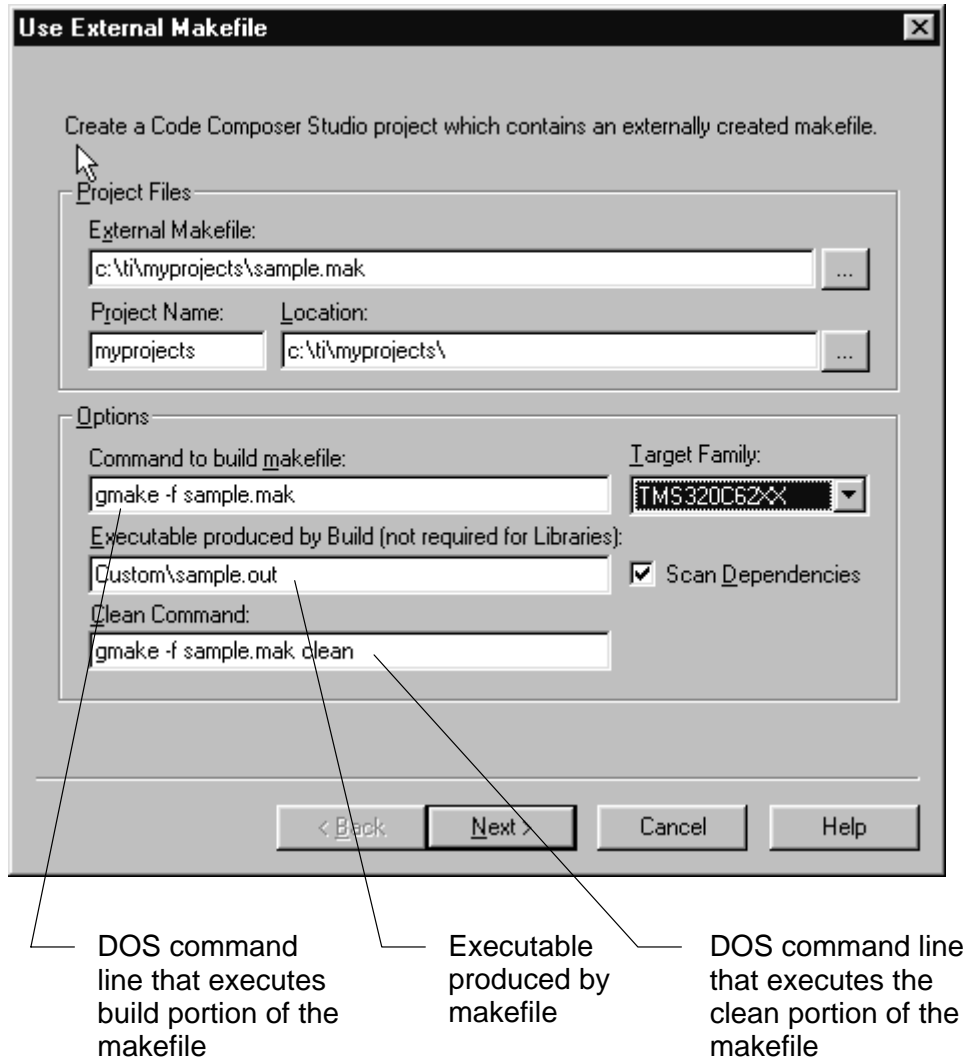 Use External Makefile
Create a Code Composer Studio project which contains an externally created makefile.
Project Files
External Makefile:
c:\ti\myprojects\sample.mak
...
Project Name:
Location:
myprojects
c:\ti\myprojects\
...
Options
Command to build makefile:
Target Family:
gmake -f sample.mak
TMS320C62XX
Executable produced by Build (not required for Libraries):
Custom\sample.out
Scan Dependencies
Clean Command:
gmake -f sample.mak clean
< Back
Next >
Cancel
Help
DOS command
line that executes
build portion of the
makefile
Executable
produced by
makefile
DOS command line
that executes the
clean portion of the
makefile